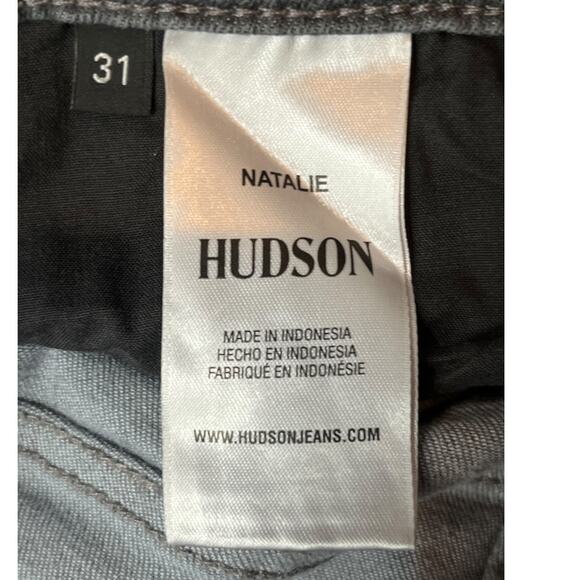 31
NATALIE
HUDSON
MADE IN INDONESIA
HECHO EN INDONESIA
FABRIQUÉ EN INDONÉSIE
WWW.HUDSONJEANS.COM